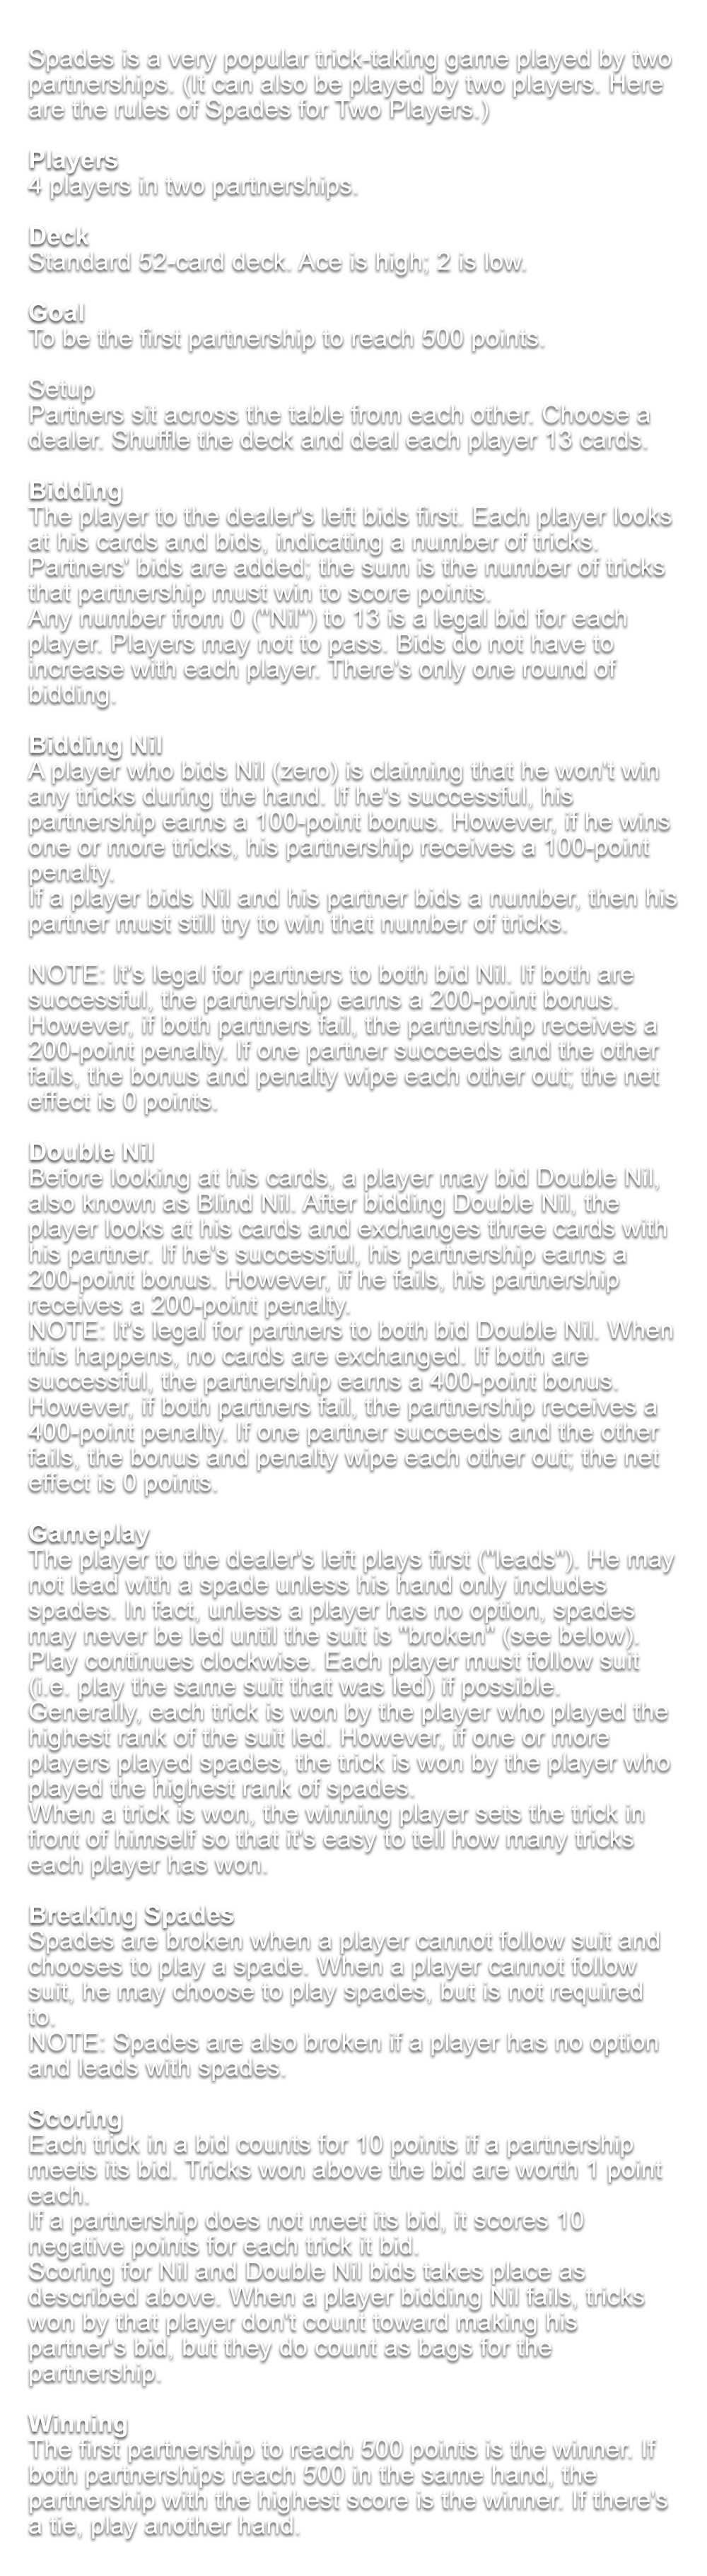 Spades is a very popular trick-taking game played by two
partnerships. (It can also be played by two players. Here
are the rules of Spades for Two Players.)
Players
4 players in two partnerships.
Deck
Standard 52-card deck. Ace is high; 2 is low.
Goal
To be the first partnership to reach 500 points.
Setup
Partners sit across the table from each other. Choose a
dealer. Shuffle the deck and deal each player 13 cards.
Bidding
The player to the dealer's left bids first. Each player looks
at his cards and bids, indicating a number of tricks.
Partners' bids are added; the sum is the number of tricks
that partnership must win to score points.
Any number from 0 ("Nil") to 13 is a legal bid for each
player. Players may not to pass. Bids do not have to
increase with each player. There's only one round of
bidding.
Bidding Nil
A player who bids Nil (zero) is claiming that he won't win
any tricks during the hand. If he's successful, his
partnership earns a 100-point bonus. However, if he wins
one or more tricks, his partnership receives a 100-point
penalty.
If a player bids Nil and his partner bids a number, then his
partner must still try to win that number of tricks.
NOTE: It's legal for partners to both bid Nil. If both are
successful, the partnership earns a 200-point bonus.
However, if both partners fail, the partnership receives a
200-point penalty. If one partner succeeds and the other
fails, the bonus and penalty wipe each other out; the net
effect is 0 points.
Double Nil
Before looking at his cards, a player may bid Double Nil,
also known as Blind Nil. After bidding Double Nil, the
player looks at his cards and exchanges three cards with
his partner. If he's successful, his partnership earns a
200-point bonus. However, if he fails, his partnership
receives a 200-point penalty.
NOTE: It's legal for partners to both bid Double Nil. When
this happens, no cards are exchanged. If both are
successful, the partnership earns a 400-point bonus.
However, if both partners fail, the partnership receives a
400-point penalty. If one partner succeeds and the other
fails, the bonus and penalty wipe each other out; the net
effect is 0 points.
Gameplay
The player to the dealer's left plays first ("leads"). He may
not lead with a spade unless his hand only includes
spades. In fact, unless a player has no option, spades
may never be led until the suit is "broken" (see below).
Play continues clockwise. Each player must follow suit
(i.e. play the same suit that was led) if possible.
Generally, each trick is won by the player who played the
highest rank of the suit led. However, if one or more
players played spades, the trick is won by the player who
played the highest rank of spades.
When a trick is won, the winning player sets the trick in
front of himself so that it's easy to tell how many tricks
each player has won.
Breaking Spades
Spades are broken when a player cannot follow suit and
chooses to play a spade. When a player cannot follow
suit, he may choose to play spades, but is not required
to.
NOTE: Spades are also broken if a player has no option
and leads with spades.
Scoring
Each trick in a bid counts for 10 points if a partnership
meets its bid. Tricks won above the bid are worth 1 point
each.
If a partnership does not meet its bid, it scores 10
negative points for each trick it bid.
Scoring for Nil and Double Nil bids takes place as
described above. When a player bidding Nil fails, tricks
won by that player don't count toward making his
partner's bid, but they do count as bags for the
partnership.
Winning
The first partnership to reach 500 points is the winner. If
both partnerships reach 500 in the same hand, the
partnership with the highest score is the winner. If there's
a tie, play another hand.